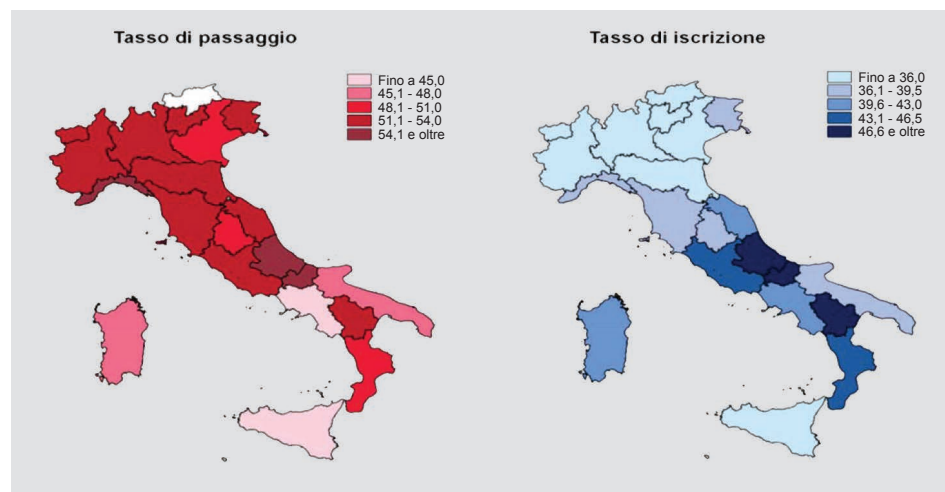 Tasso di passaggio
Fino a 45,0
45,1 - 48,0
48,1 - 51,0
51,1 - 54,0
54,1 e oltre
Tasso di iscrizione
Fino a 36,0
36,1 - 39,5
39,6 - 43,0
43,1 - 46,5
46,6 e oltre